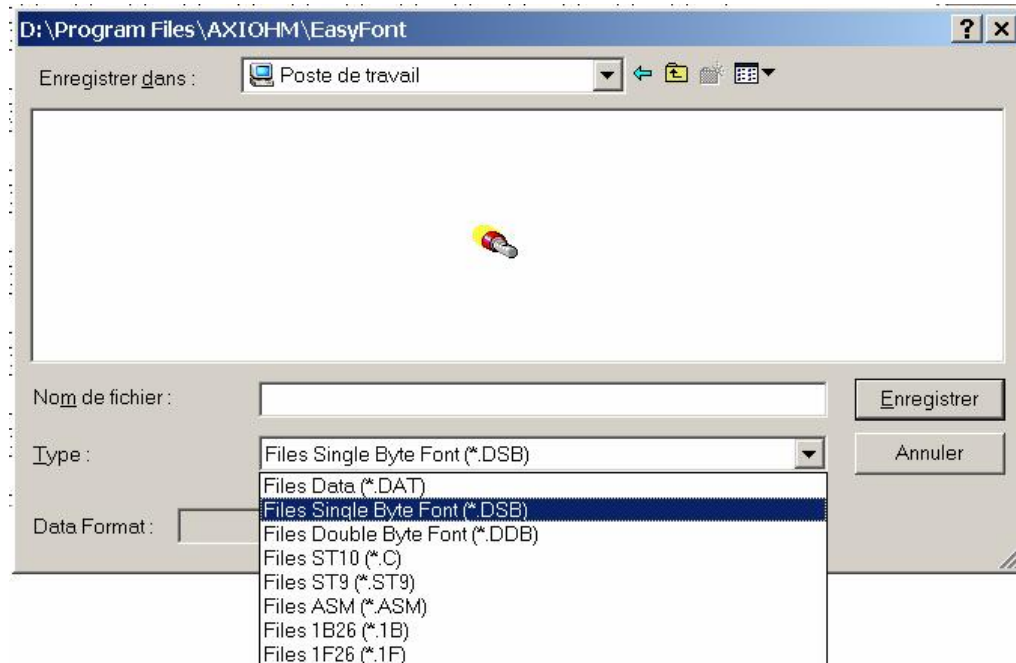 D:\Program Files\AXIOHM\EasyFont
Enregistrer dans :
Poste de travail
Nom de fichier :
Enregistrer
Type :
Files Single Byte Font (*.DSB)
Annuler
Files Data (*.DAT)
Files Single Byte Font (*.DSB)
Data Format :
Files Double Byte Font (*.DDB)
Files ST10 (*.C)
Files ST9 (*.ST9)
Files ASM (*.ASM)
Files 1B26 (*.1B)
Files 1F26 (*.1F)